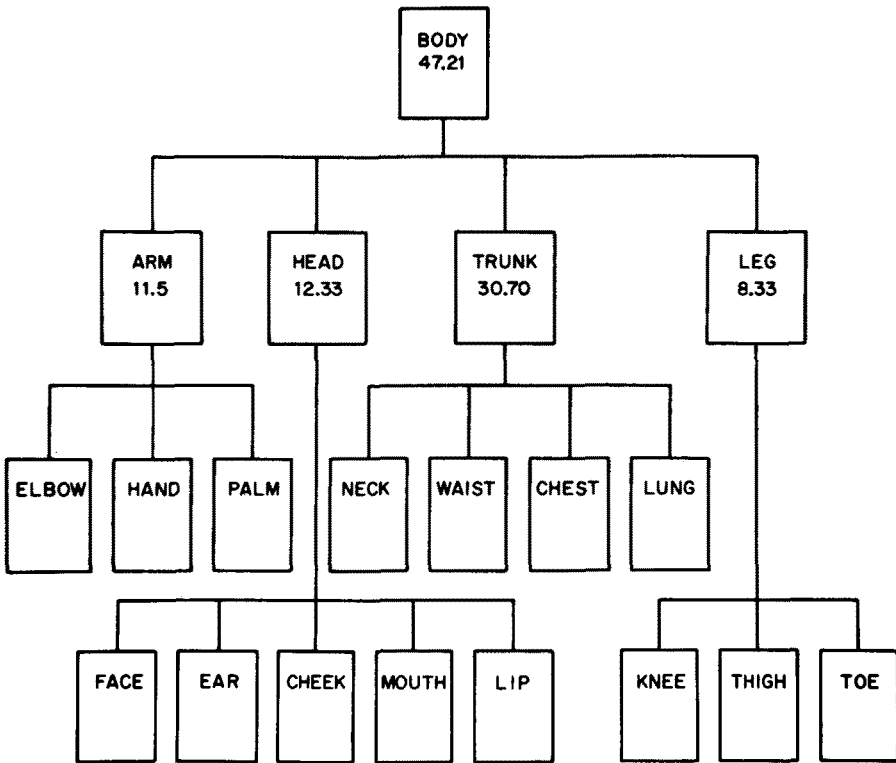 BODY
47.21
ARM
11.5
HEAD
12.33
TRUNK
30.70
LEG
8.33
ELBOW
HAND
PALM
NECK
WAIST
CHEST
LUNG
FACE
EAR
CHEEK
MOUTH
LIP
KNEE
THIGH
TOE